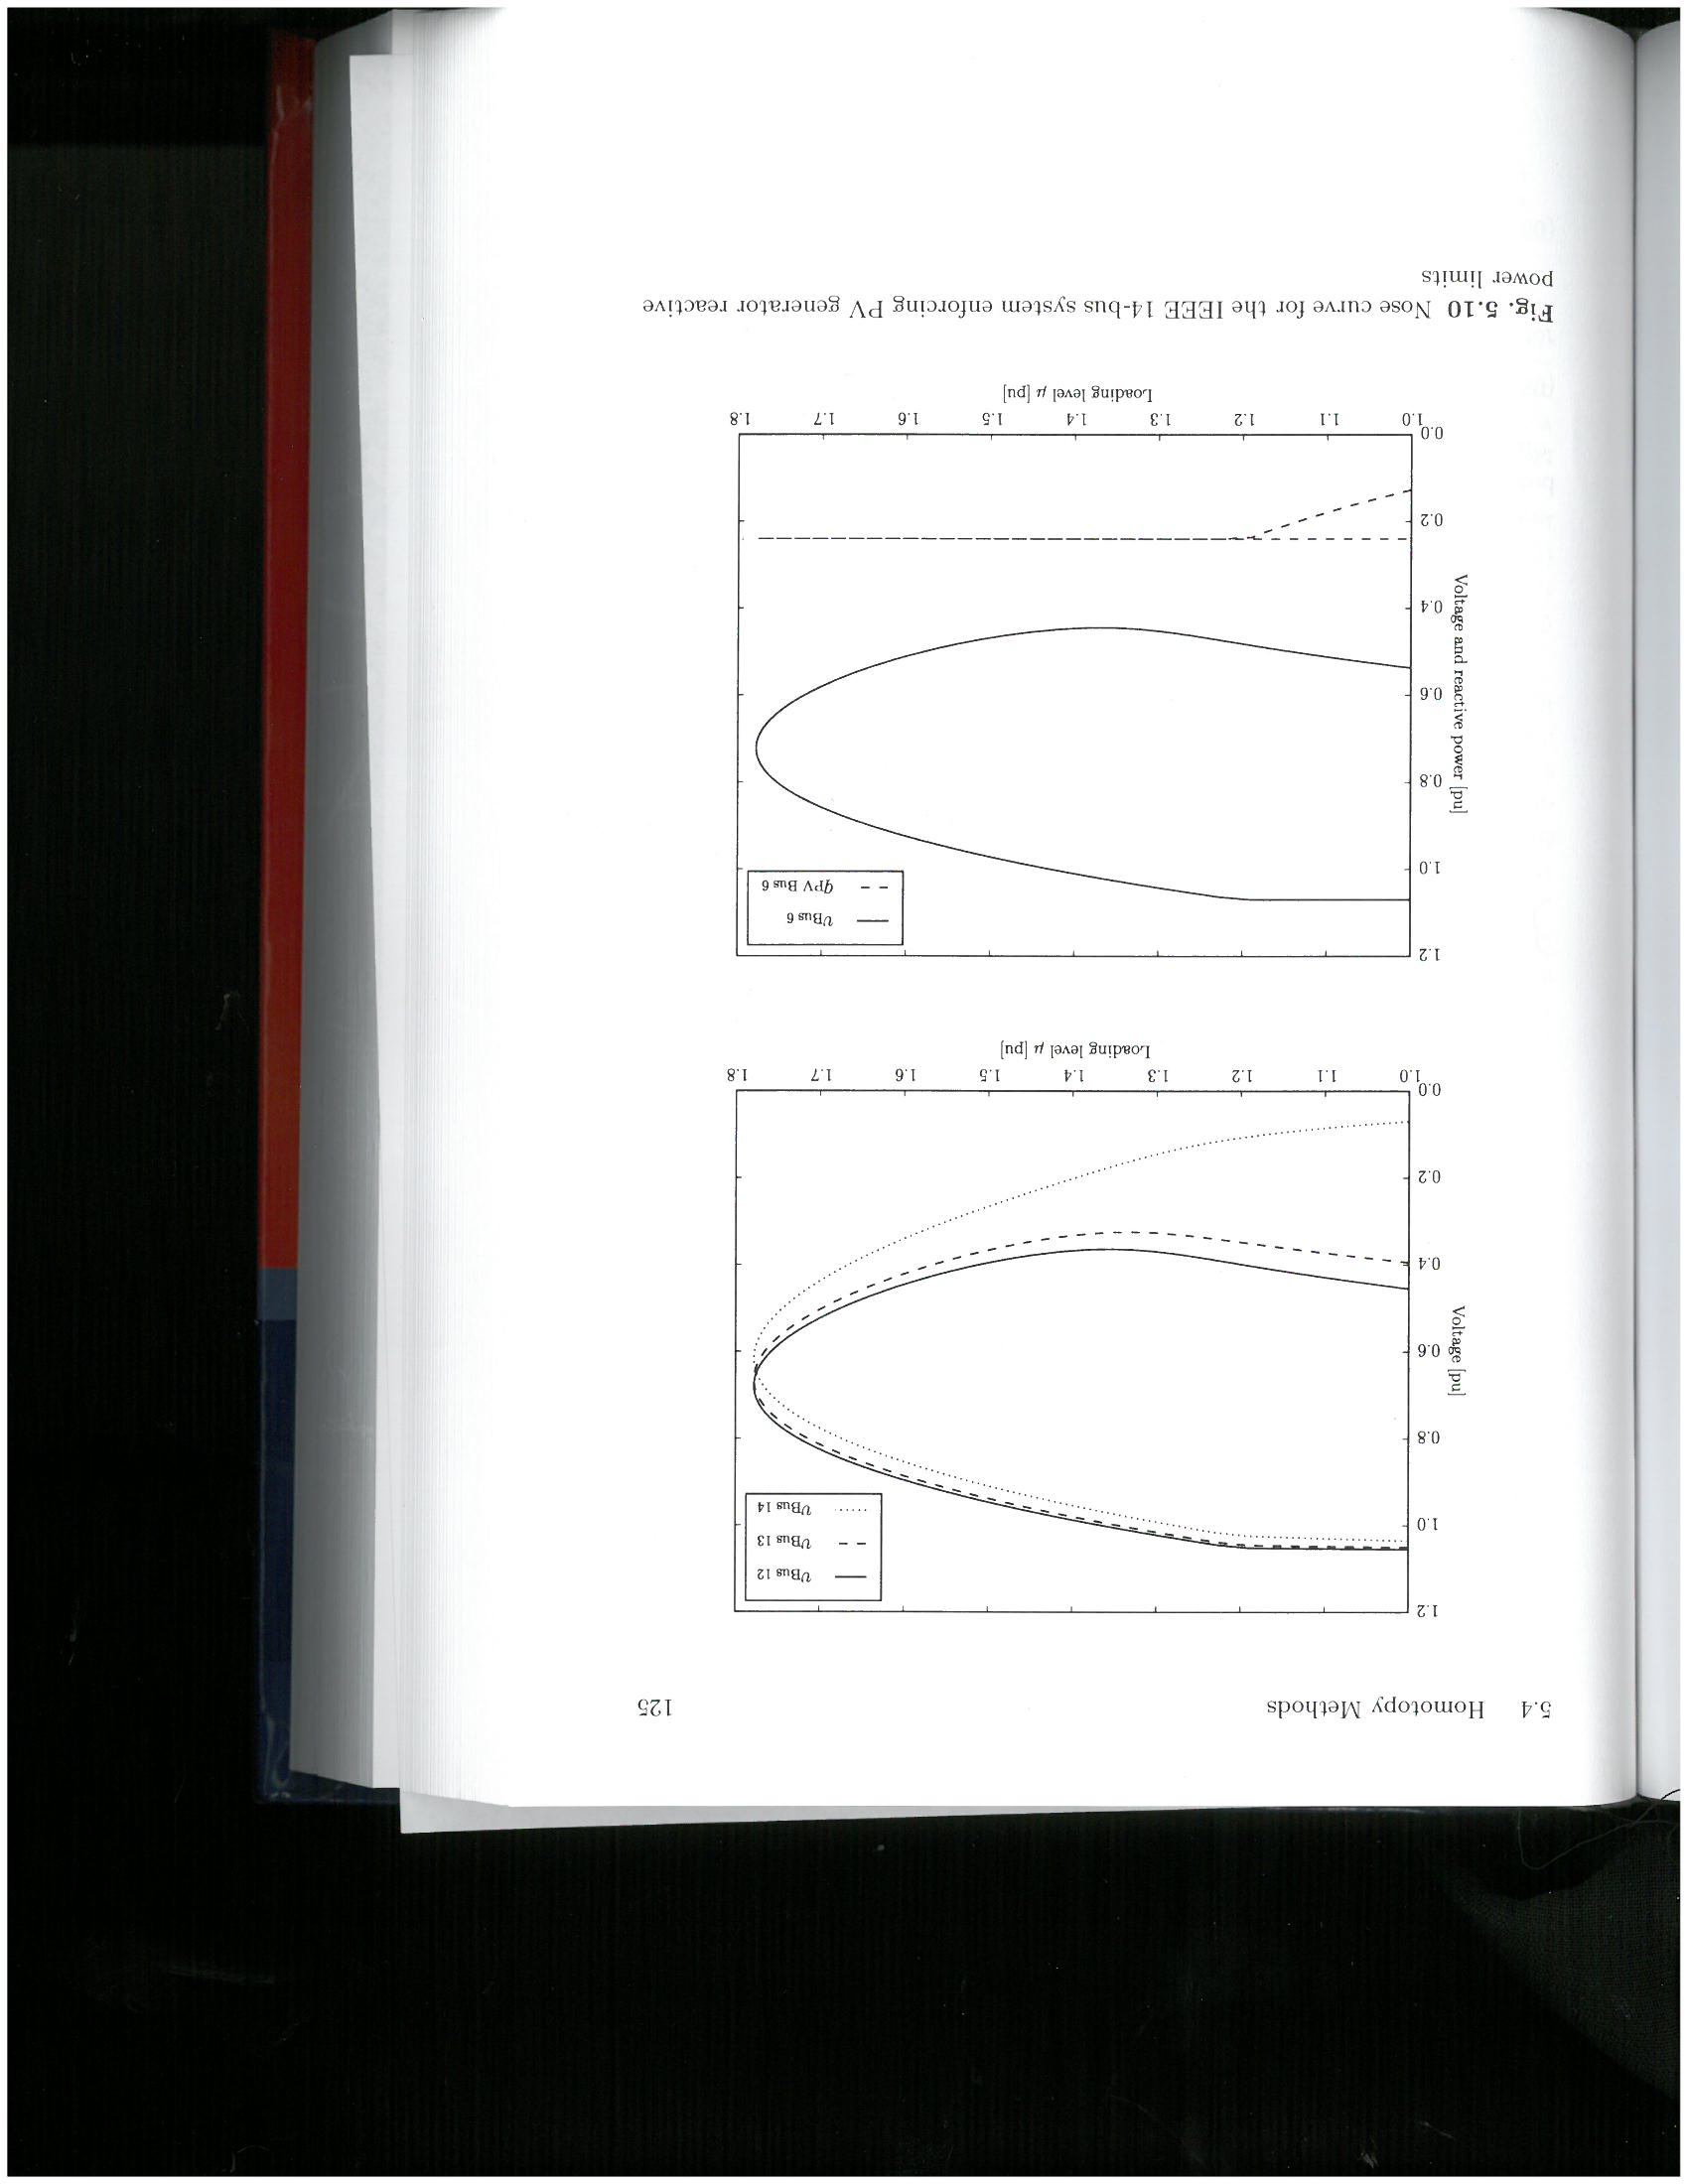 5.4 Homotopy Methods 125
1.2
1.0
0.8
0.6
0.4
0.2
0.0
Voltage [pu]
vBus 12
vBus 13
vBus 14
1.0 1.1 1.2 1.3 1.4 1.5 1.6 1.7 1.8
Loading level μ [pu]
1.2
1.0
0.8
0.6
0.4
0.2
0.0
Voltage and reactive power [pu]
vBus 6
qPV Bus 6
1.0 1.1 1.2 1.3 1.4 1.5 1.6 1.7 1.8
Loading level μ [pu]
Fig. 5.10 Nose curve for the IEEE 14-bus system enforcing PV generator reactive
power limits